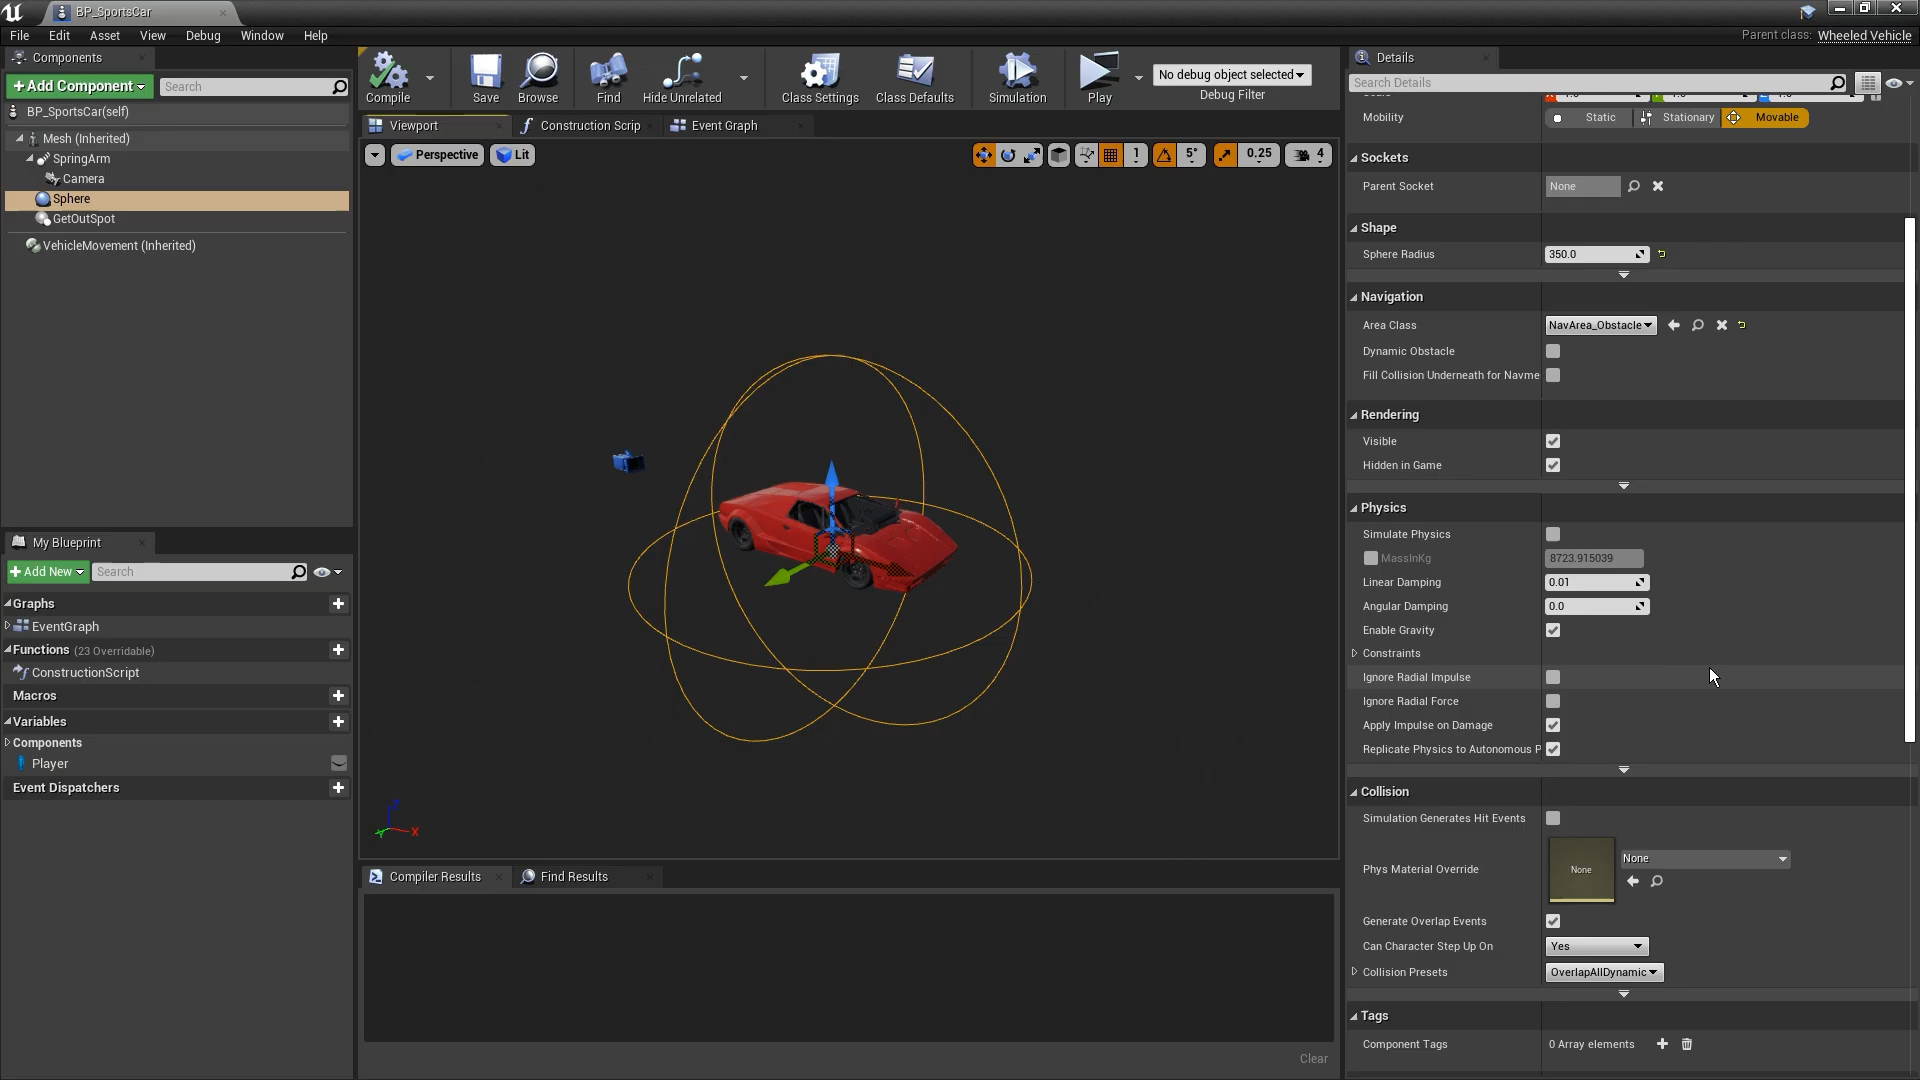 BP_SportsCar
File Edit Asset View Debug Window Help
Parent class: Wheeled Vehicle
Components
+Add Component
Search
BP_SportsCar(self)
Mesh (Inherited)
SpringArm
Camera
Sphere
GetOutSpot
VehicleMovement (Inherited)
My Blueprint
+Add New
Search
Graphs
EventGraph
Functions (23 Overridable)
ConstructionScript
Macros
Variables
Components
Player
Event Dispatchers
Compile
Save
Browse
Find
Hide Unrelated
Class Settings
Class Defaults
Simulation
Play
No debug object selected
Debug Filter
Viewport
Construction Scrip
Event Graph
Perspective
Lit
1
5°
0.25
4
X
Compiler Results
Find Results
Clear
Details
Search Details
Mobility Static Stationary Movable
Sockets
Parent Socket None
Shape
Sphere Radius 350.0
Navigation
Area Class NavArea_Obstacle
Dynamic Obstacle
Fill Collision Underneath for Navme
Rendering
Visible
Hidden in Game
Physics
Simulate Physics
MassInKg 8723.915039
Linear Damping 0.01
Angular Damping 0.0
Enable Gravity
Constraints
Ignore Radial Impulse
Ignore Radial Force
Apply Impulse on Damage
Replicate Physics to Autonomous P
Collision
Simulation Generates Hit Events
Phys Material Override None None
Generate Overlap Events
Can Character Step Up On Yes
Collision Presets OverlapAllDynamic
Tags
Component Tags 0 Array elements